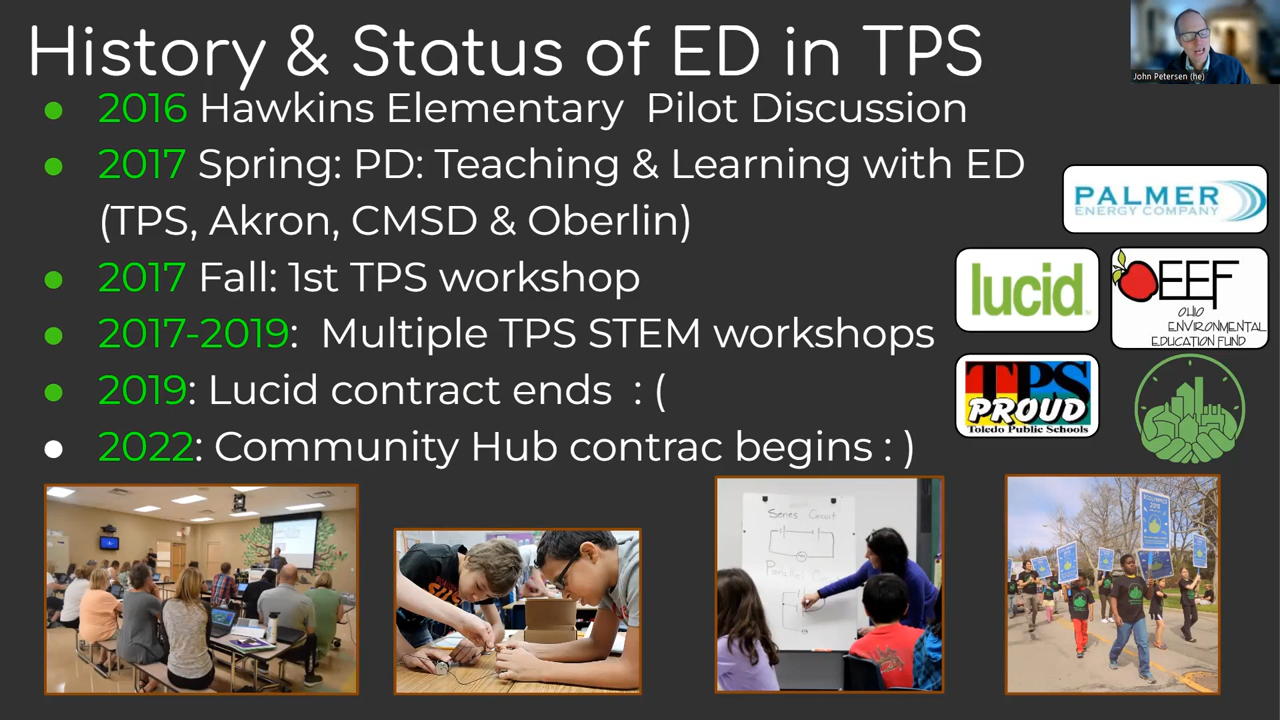 History & Status of ED in TPS
John Petersen (he)
2016 Hawkins Elementary Pilot Discussion
2017 Spring: PD: Teaching & Learning with ED
(TPS, Akron, CMSD & Oberlin)
2017 Fall: 1st TPS workshop
2017-2019: Multiple TPS STEM workshops
2019: Lucid contract ends : (
2022: Community Hub contrac begins : )
PALMER
ENERGY COMPANY
lucid
OEEF
OHIO
ENVIRONMENTAL
EDUCATION FUND
TPS
PROUD
Toledo Public Schools
Series Circuit
Parallel